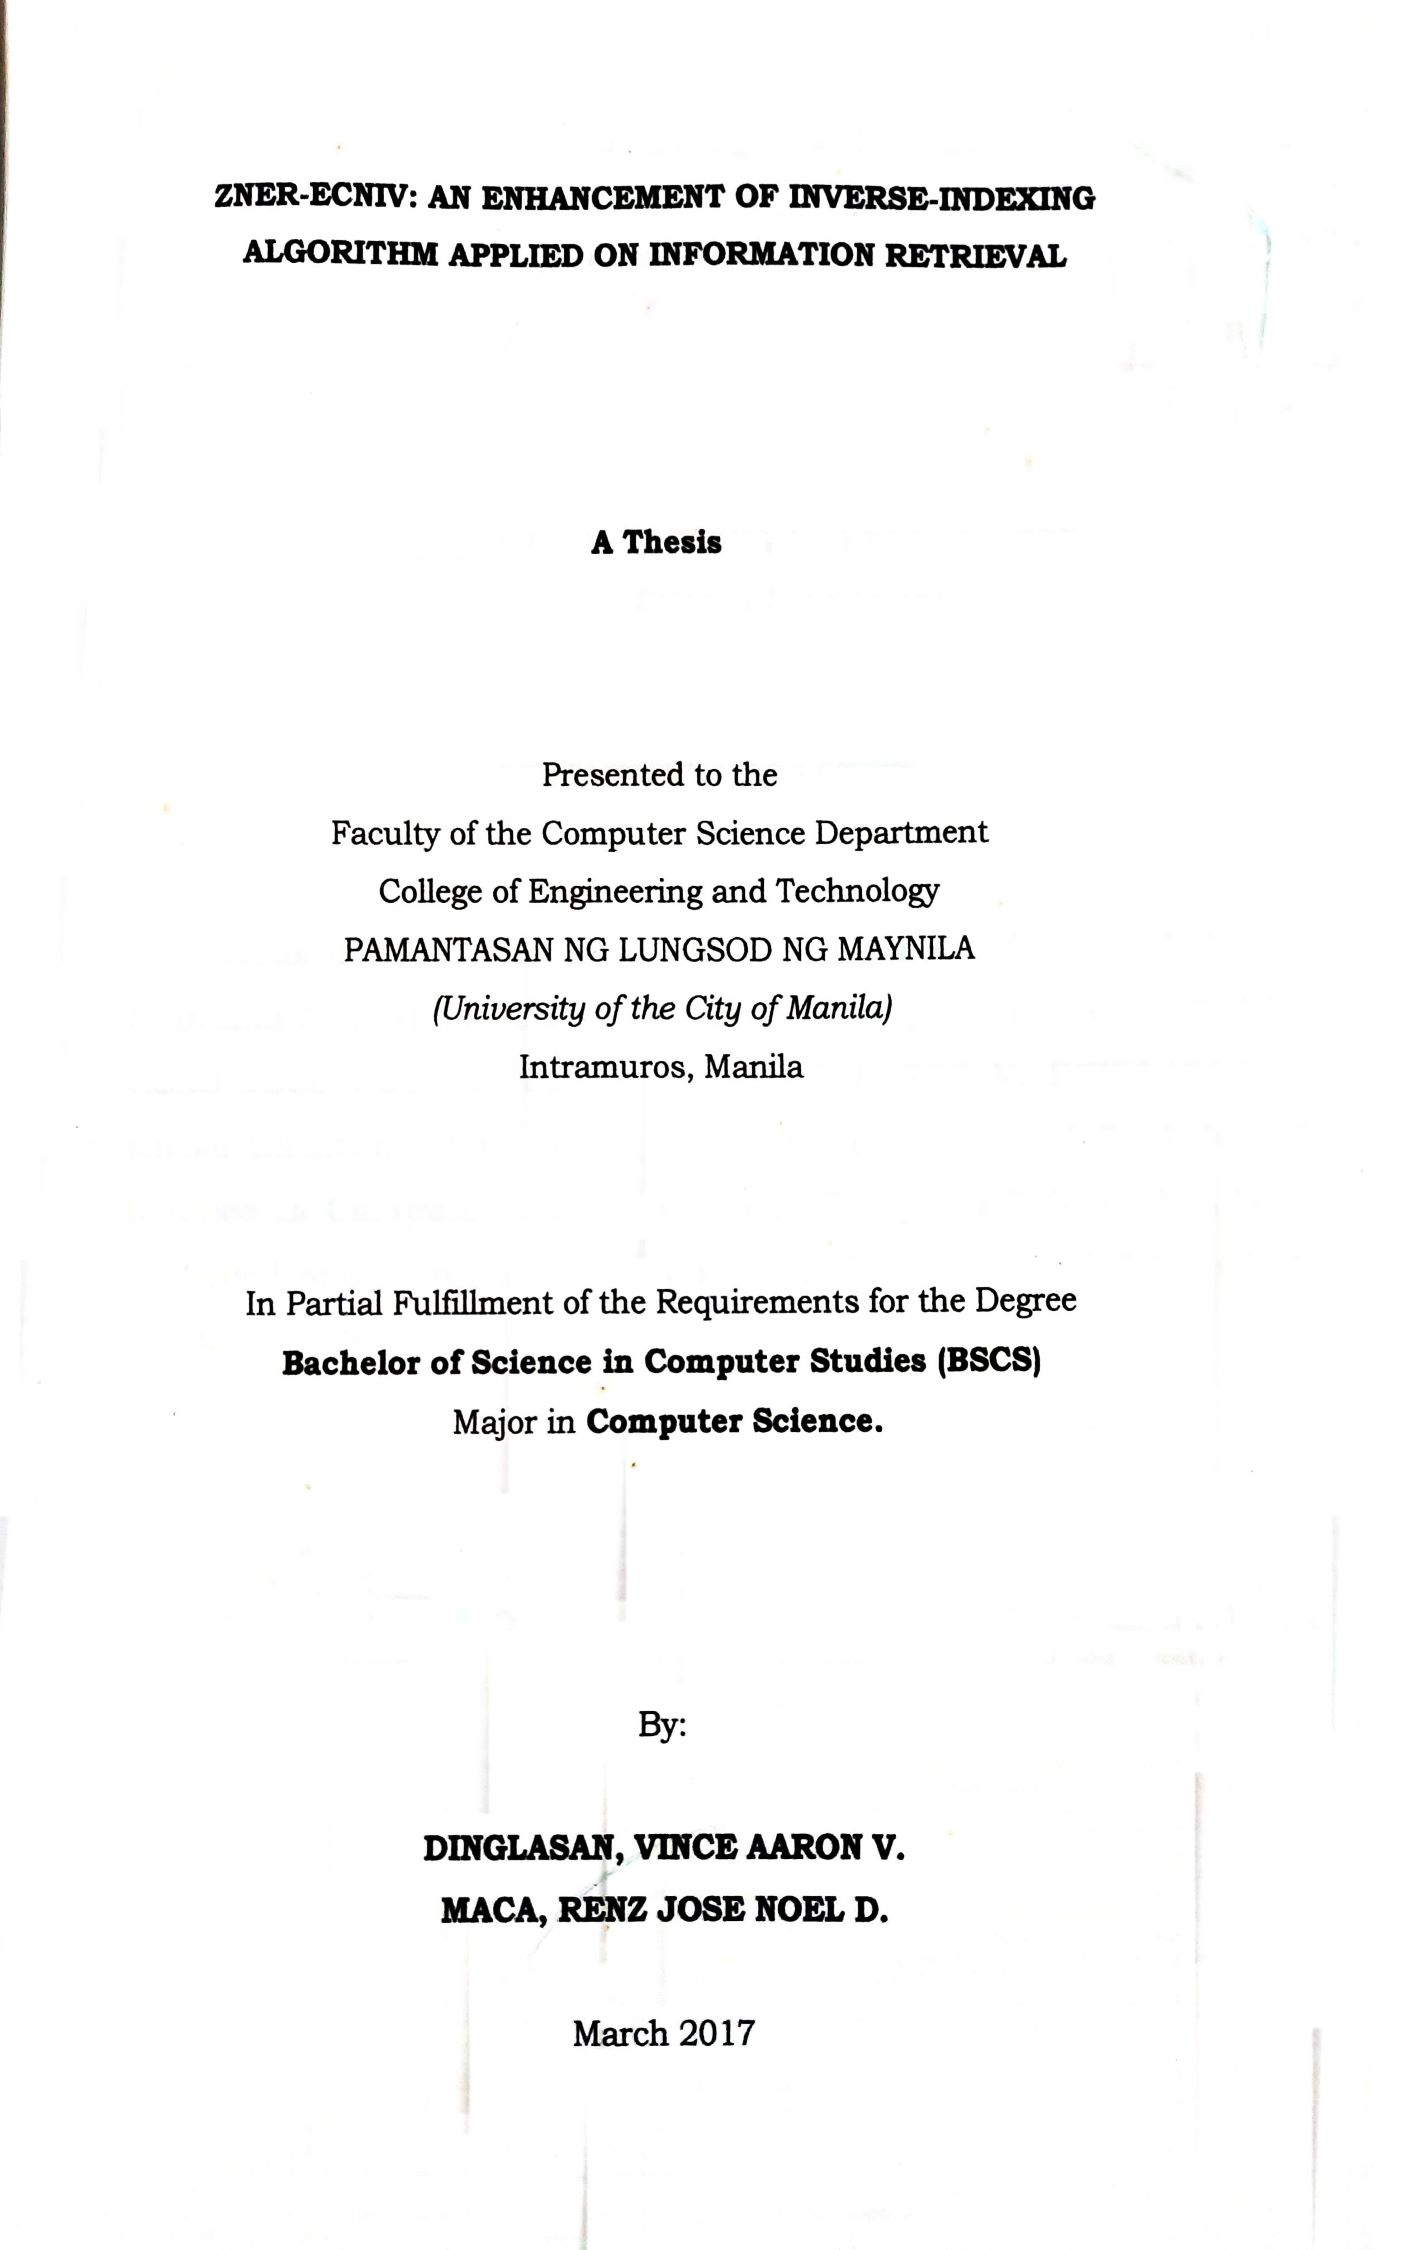 ZNER-ECNIV: AN ENHANCEMENT OF INVERSE-INDEXING
ALGORITHM APPLIED ON INFORMATION RETRIEVAL
A Thesis
Presented to the
Faculty of the Computer Science Department
College of Engineering and Technology
PAMANTASAN NG LUNGSOD NG MAYNILA
(University of the City of Manila)
Intramuros, Manila
In Partial Fulfillment of the Requirements for the Degree
Bachelor of Science in Computer Studies (BSCS)
Major in Computer Science.
By:
DINGLASAN, VINCE AARON V.
MACA, RENZ JOSE NOEL D.
March 2017